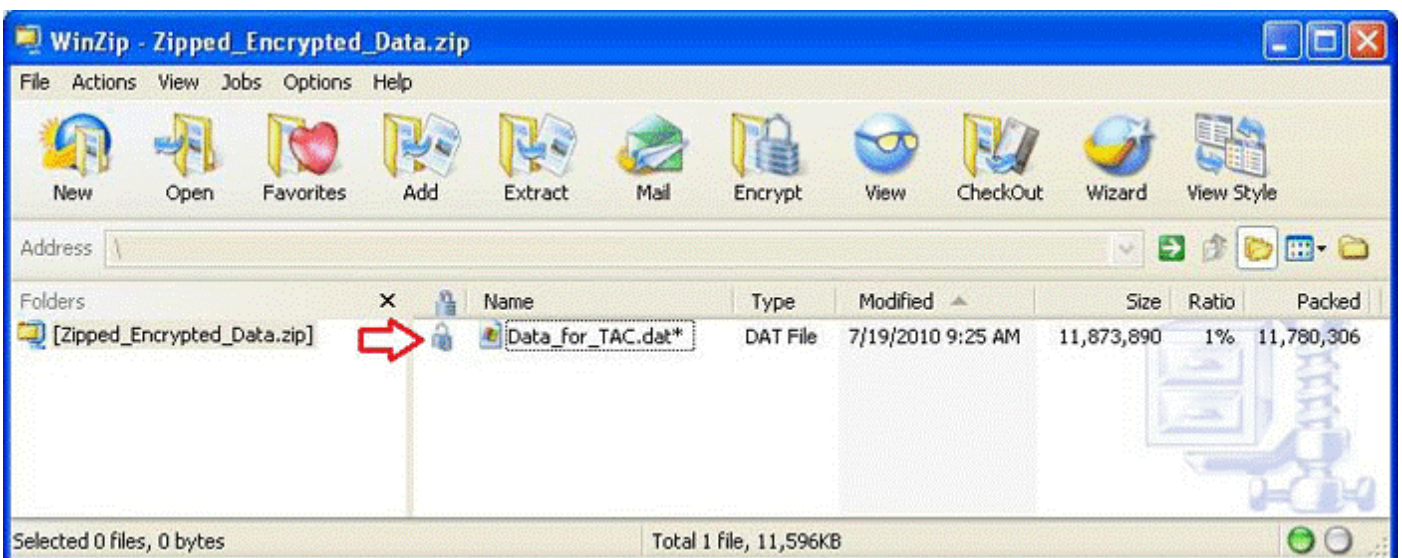 WinZip - Zipped_Encrypted_Data.zip
File Actions View Jobs Options Help
New Open Favorites Add Extract Mail Encrypt View CheckOut Wizard View Style
Address \
Folders Name Type Modified Size Ratio Packed
[Zipped_Encrypted_Data.zip] Data_for_TAC.dat* DAT File 7/19/2010 9:25 AM 11,873,890 1% 11,780,306
Selected 0 files, 0 bytes Total 1 file, 11,596KB